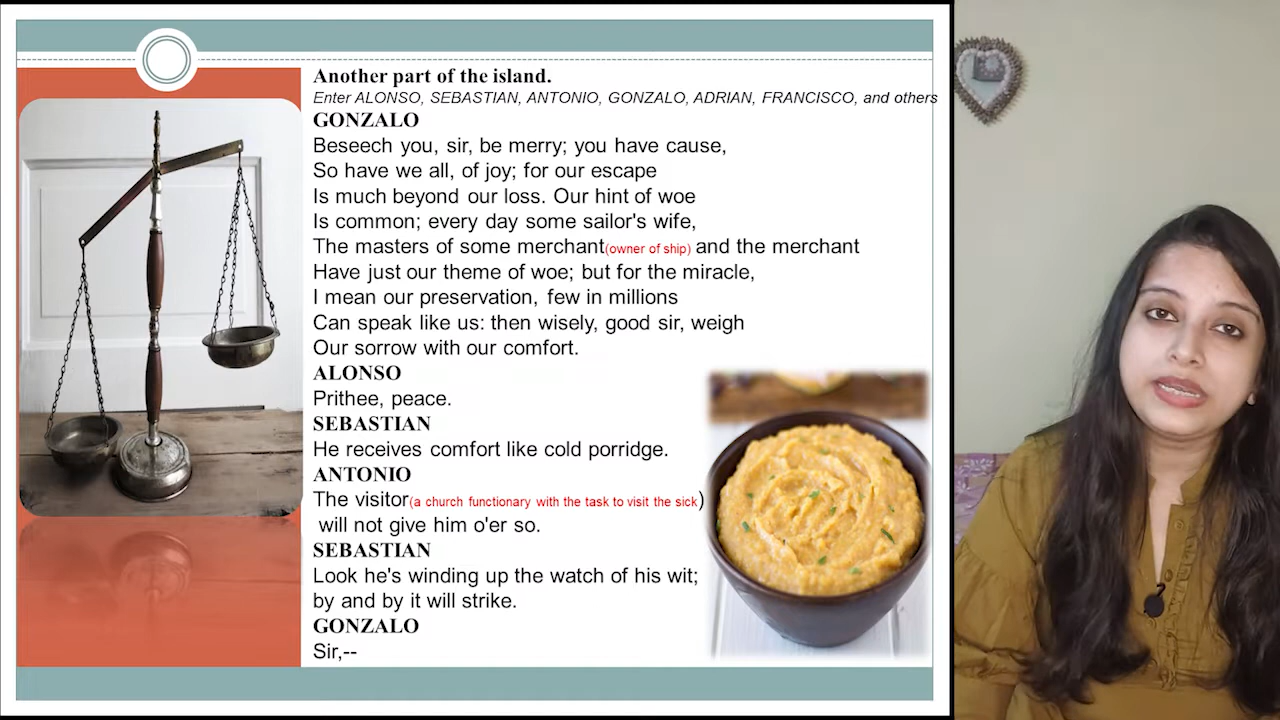 Another part of the island.
Enter ALONSO, SEBASTIAN, ANTONIO, GONZALO, ADRIAN, FRANCISCO, and others
GONZALO
Beseech you, sir, be merry; you have cause,
So have we all, of joy; for our escape
Is much beyond our loss. Our hint of woe
Is common; every day some sailor's wife,
The masters of some merchant(owner of ship) and the merchant
Have just our theme of woe; but for the miracle,
I mean our preservation, few in millions
Can speak like us: then wisely, good sir, weigh
Our sorrow with our comfort.
ALONSO
Prithee, peace.
SEBASTIAN
He receives comfort like cold porridge.
ANTONIO
The visitor(a church functionary with the task to visit the sick)
will not give him o'er so.
SEBASTIAN
Look he's winding up the watch of his wit;
by and by it will strike.
GONZALO
Sir,--